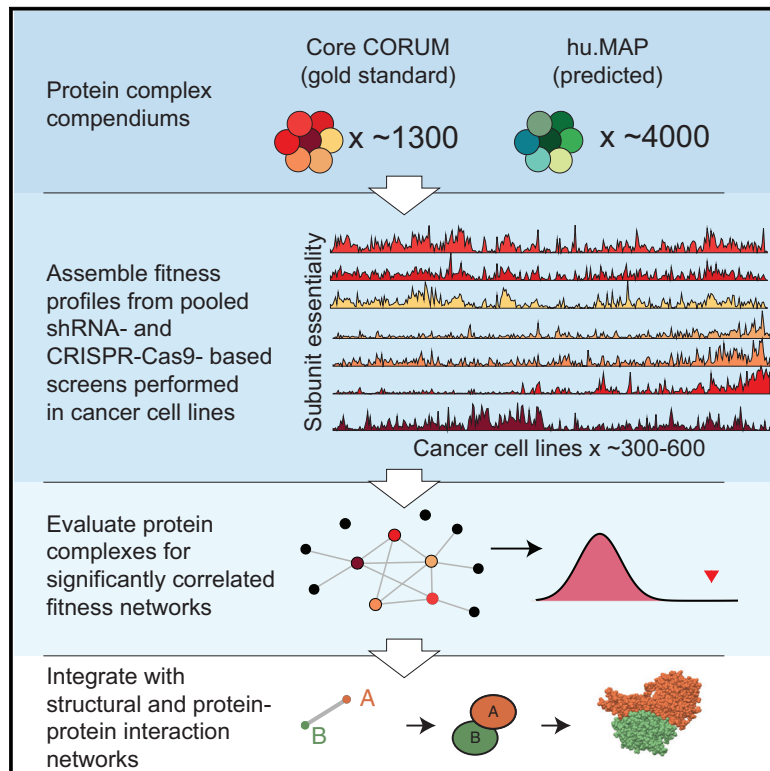 Core CORUM
(gold standard)
hu.MAP
(predicted)
Protein complex
compendiums
x ~1300
x ~4000
Assemble fitness
profiles from pooled
shRNA- and
CRISPR-Cas9- based
screens performed
in cancer cell lines
Subunit essentiality
Cancer cell lines x ~300-600
Evaluate protein
complexes for
significantly correlated
fitness networks
Integrate with
structural and protein-
protein interaction
networks
A
B
A
B